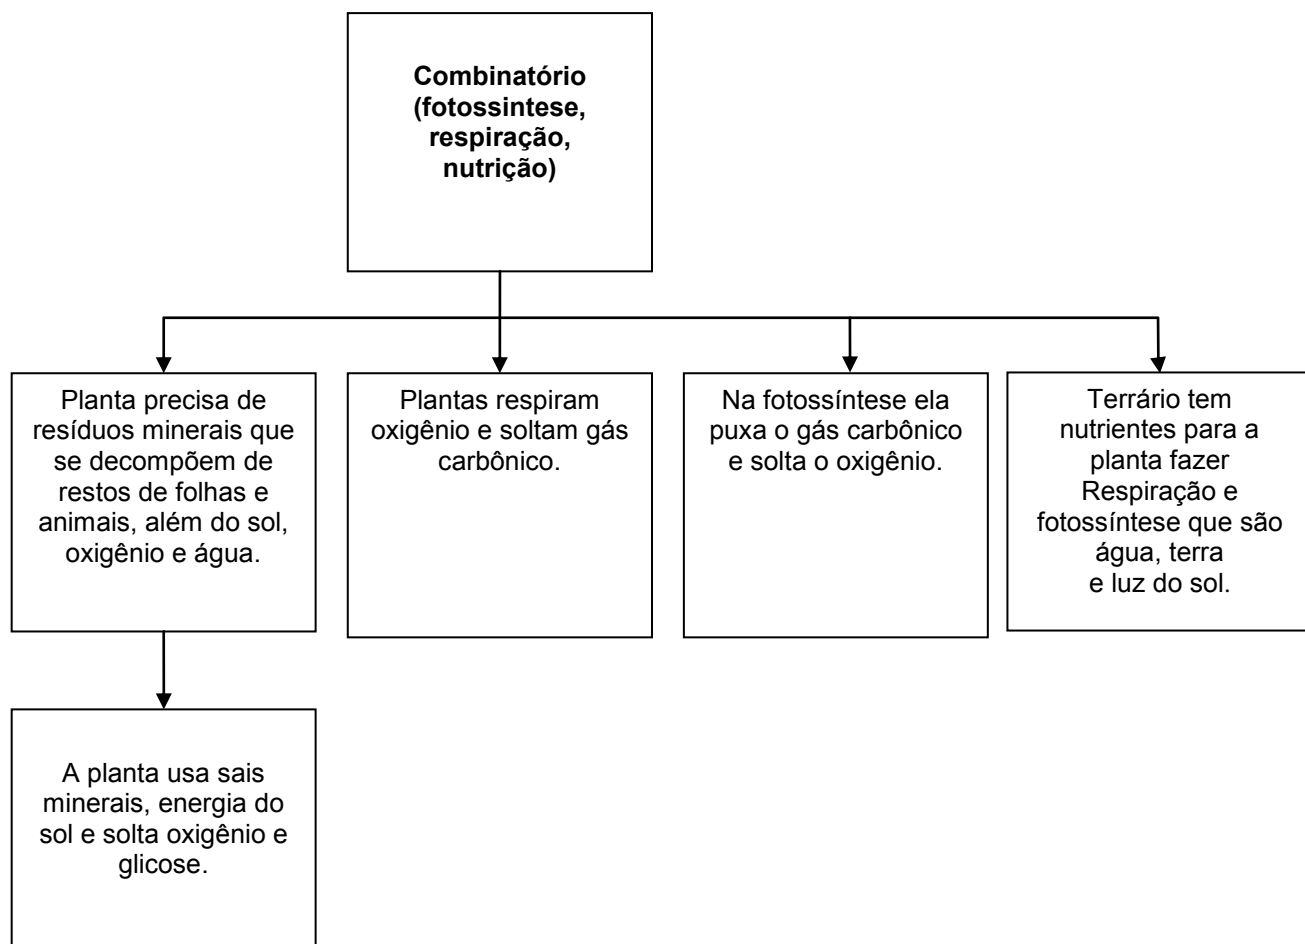 Combinatório
(fotossintese,
respiração,
nutrição)
Planta precisa de
resíduos minerais que
se decompõem de
restos de folhas e
animais, além do sol,
oxigênio e água.
Plantas respiram
oxigênio e soltam gás
carbônico.
Na fotossíntese ela
puxa o gás carbônico
e solta o oxigênio.
Terrário tem
nutrientes para a
planta fazer
Respiração e
fotossíntese que são
água, terra
e luz do sol.
A planta usa sais
minerais, energia do
sol e solta oxigênio e
glicose.